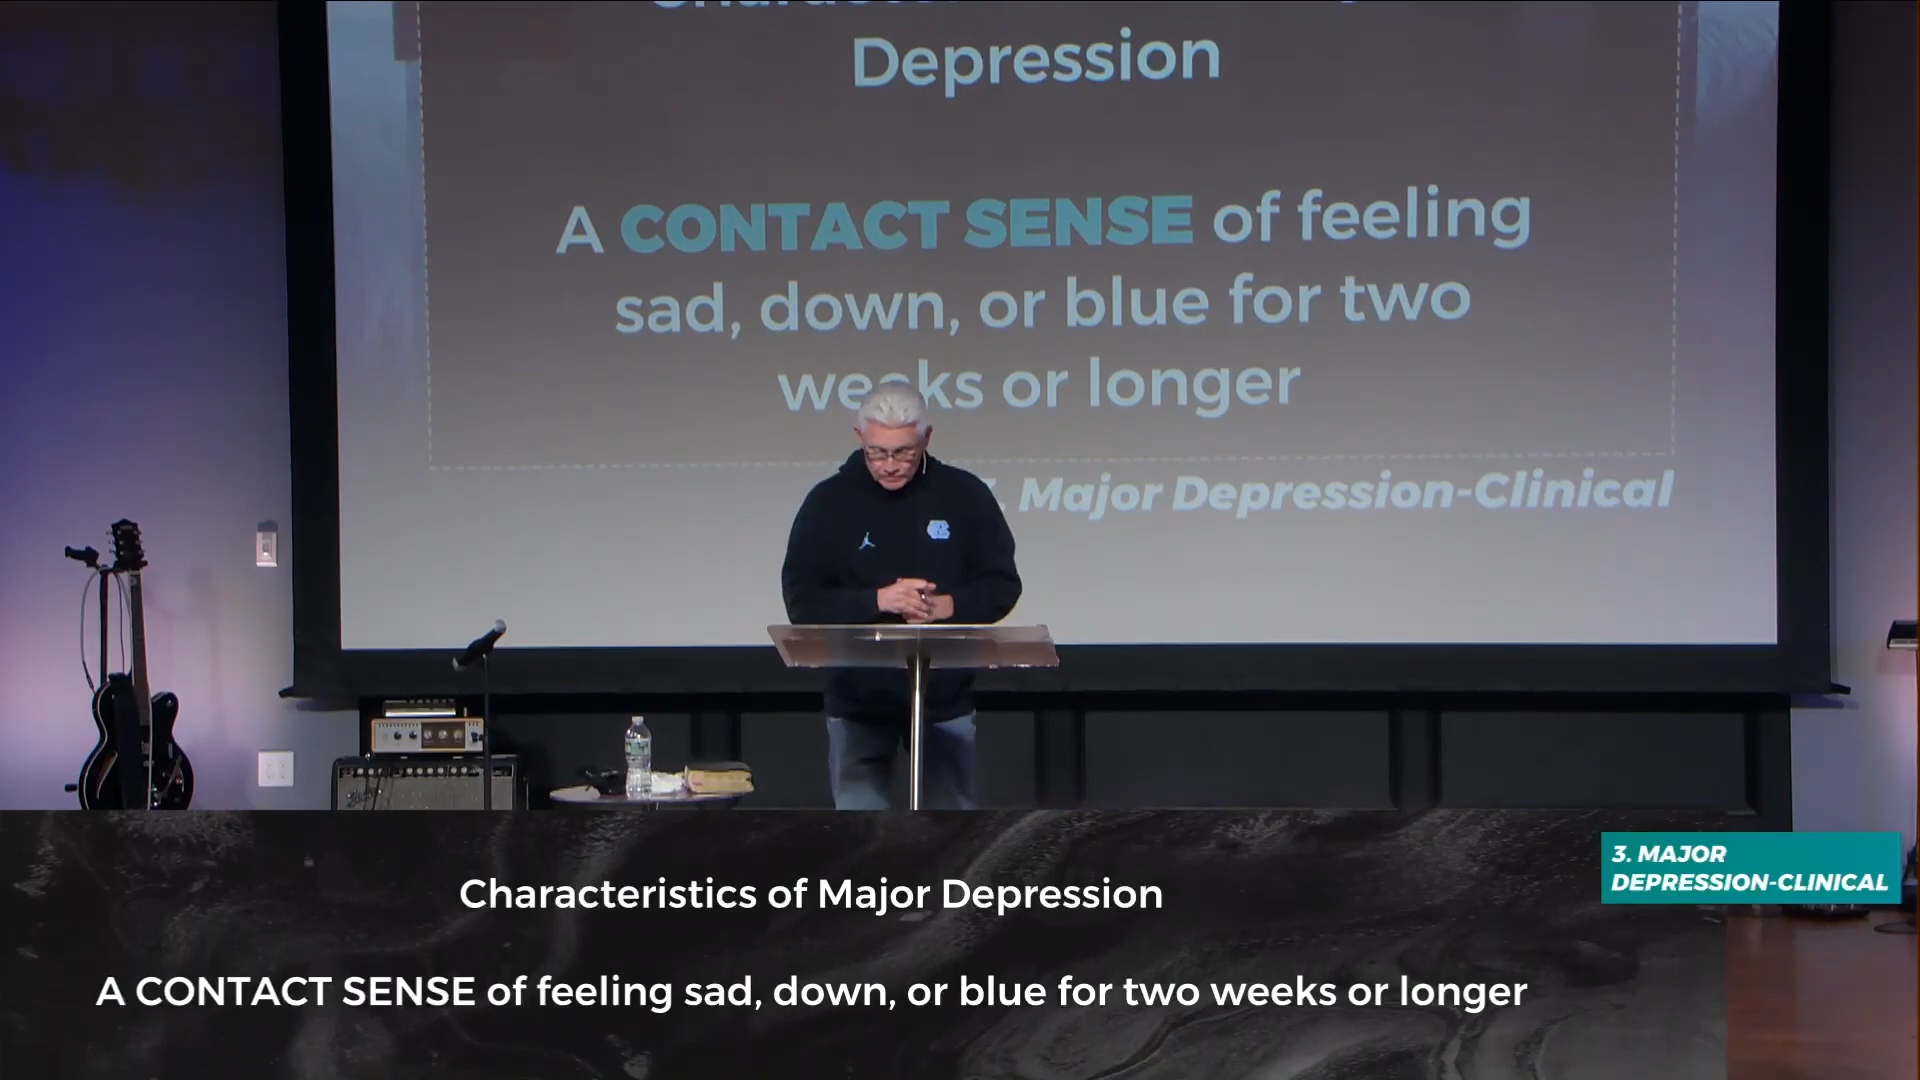 Depression
A CONTACT SENSE of feeling
sad, down, or blue for two
weeks or longer
Major Depression-Clinical
3. MAJOR
DEPRESSION-CLINICAL
Characteristics of Major Depression
A CONTACT SENSE of feeling sad, down, or blue for two weeks or longer